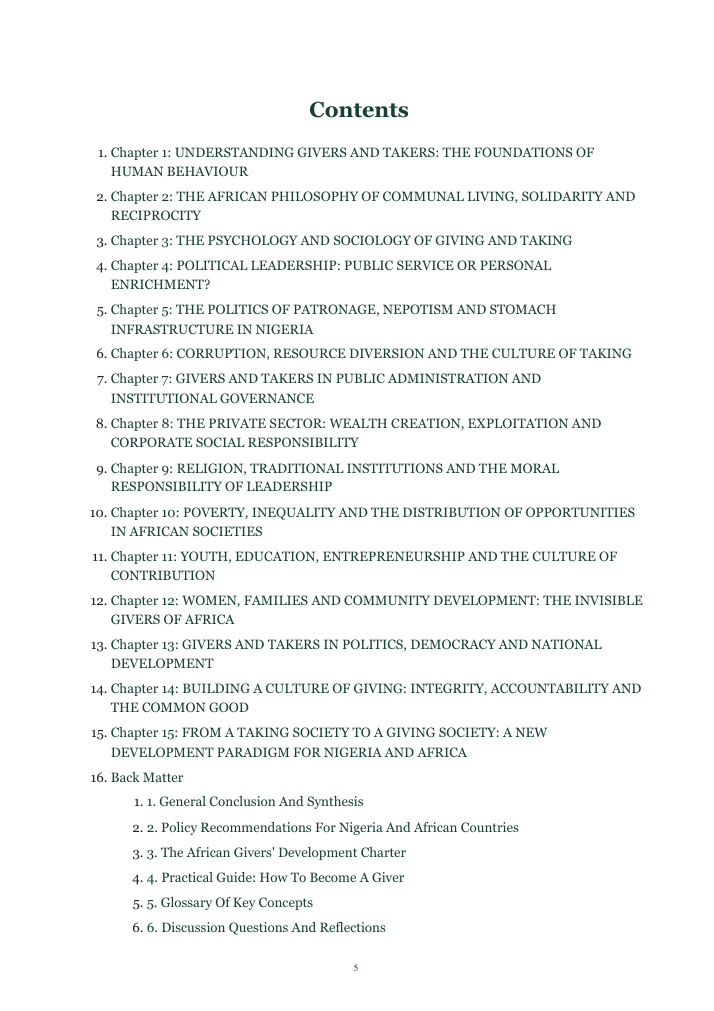 Contents
1. Chapter 1: UNDERSTANDING GIVERS AND TAKERS: THE FOUNDATIONS OF
HUMAN BEHAVIOUR
2. Chapter 2: THE AFRICAN PHILOSOPHY OF COMMUNAL LIVING, SOLIDARITY AND
RECIPROCITY
3. Chapter 3: THE PSYCHOLOGY AND SOCIOLOGY OF GIVING AND TAKING
4. Chapter 4: POLITICAL LEADERSHIP: PUBLIC SERVICE OR PERSONAL
ENRICHMENT?
5. Chapter 5: THE POLITICS OF PATRONAGE, NEPOTISM AND STOMACH
INFRASTRUCTURE IN NIGERIA
6. Chapter 6: CORRUPTION, RESOURCE DIVERSION AND THE CULTURE OF TAKING
7. Chapter 7: GIVERS AND TAKERS IN PUBLIC ADMINISTRATION AND
INSTITUTIONAL GOVERNANCE
8. Chapter 8: THE PRIVATE SECTOR: WEALTH CREATION, EXPLOITATION AND
CORPORATE SOCIAL RESPONSIBILITY
9. Chapter 9: RELIGION, TRADITIONAL INSTITUTIONS AND THE MORAL
RESPONSIBILITY OF LEADERSHIP
10. Chapter 10: POVERTY, INEQUALITY AND THE DISTRIBUTION OF OPPORTUNITIES
IN AFRICAN SOCIETIES
11. Chapter 11: YOUTH, EDUCATION, ENTREPRENEURSHIP AND THE CULTURE OF
CONTRIBUTION
12. Chapter 12: WOMEN, FAMILIES AND COMMUNITY DEVELOPMENT: THE INVISIBLE
GIVERS OF AFRICA
13. Chapter 13: GIVERS AND TAKERS IN POLITICS, DEMOCRACY AND NATIONAL
DEVELOPMENT
14. Chapter 14: BUILDING A CULTURE OF GIVING: INTEGRITY, ACCOUNTABILITY AND
THE COMMON GOOD
15. Chapter 15: FROM A TAKING SOCIETY TO A GIVING SOCIETY: A NEW
DEVELOPMENT PARADIGM FOR NIGERIA AND AFRICA
16. Back Matter
1. 1. General Conclusion And Synthesis
2. 2. Policy Recommendations For Nigeria And African Countries
3. 3. The African Givers' Development Charter
4. 4. Practical Guide: How To Become A Giver
5. 5. Glossary Of Key Concepts
6. 6. Discussion Questions And Reflections
5